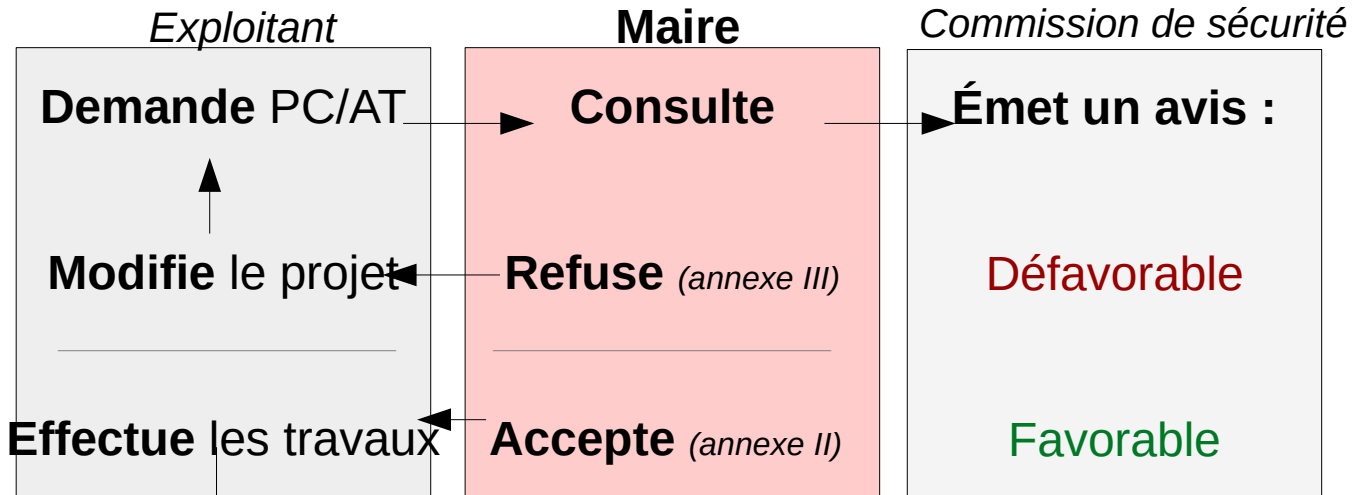 Exploitant Maire Commission de sécurité
Demande PC/AT Consulte Émet un avis :
Modifie le projet Refuse (annexe III) Défavorable
Effectue les travaux Accepte (annexe II) Favorable